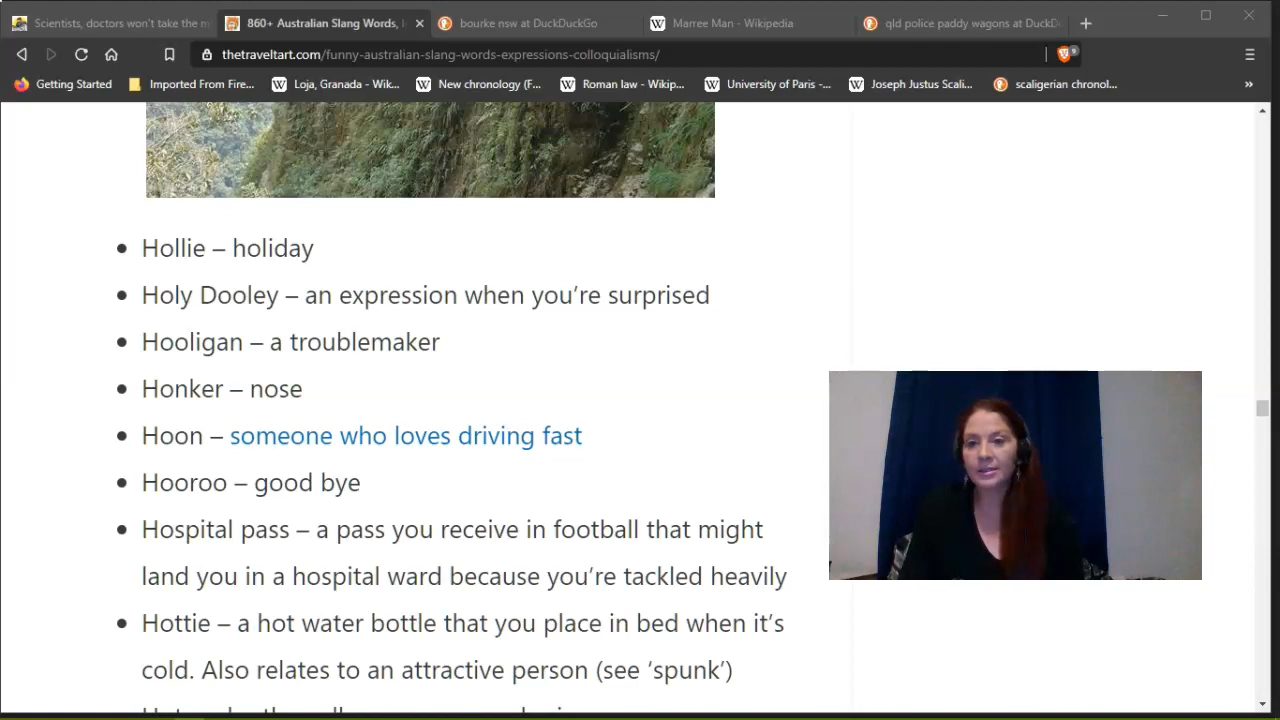 Scientists, doctors won't take the m
860+ Australian Slang Words,
bourke nsw at DuckDuckGo
Marree Man - Wikipedia
qld police paddy wagons at DuckD
thetraveltart.com/funny-australian-slang-words-expressions-colloquialisms/
9
Getting Started
Imported From Fire...
Loja, Granada - Wik...
New chronology (F...
Roman law - Wikip...
University of Paris -...
Joseph Justus Scali...
scaligerian chronol...
Hollie – holiday
Holy Dooley – an expression when you're surprised
Hooligan – a troublemaker
Honker – nose
Hoon – someone who loves driving fast
Hooroo – good bye
Hospital pass – a pass you receive in football that might
land you in a hospital ward because you're tackled heavily
Hottie – a hot water bottle that you place in bed when it's
cold. Also relates to an attractive person (see 'spunk')